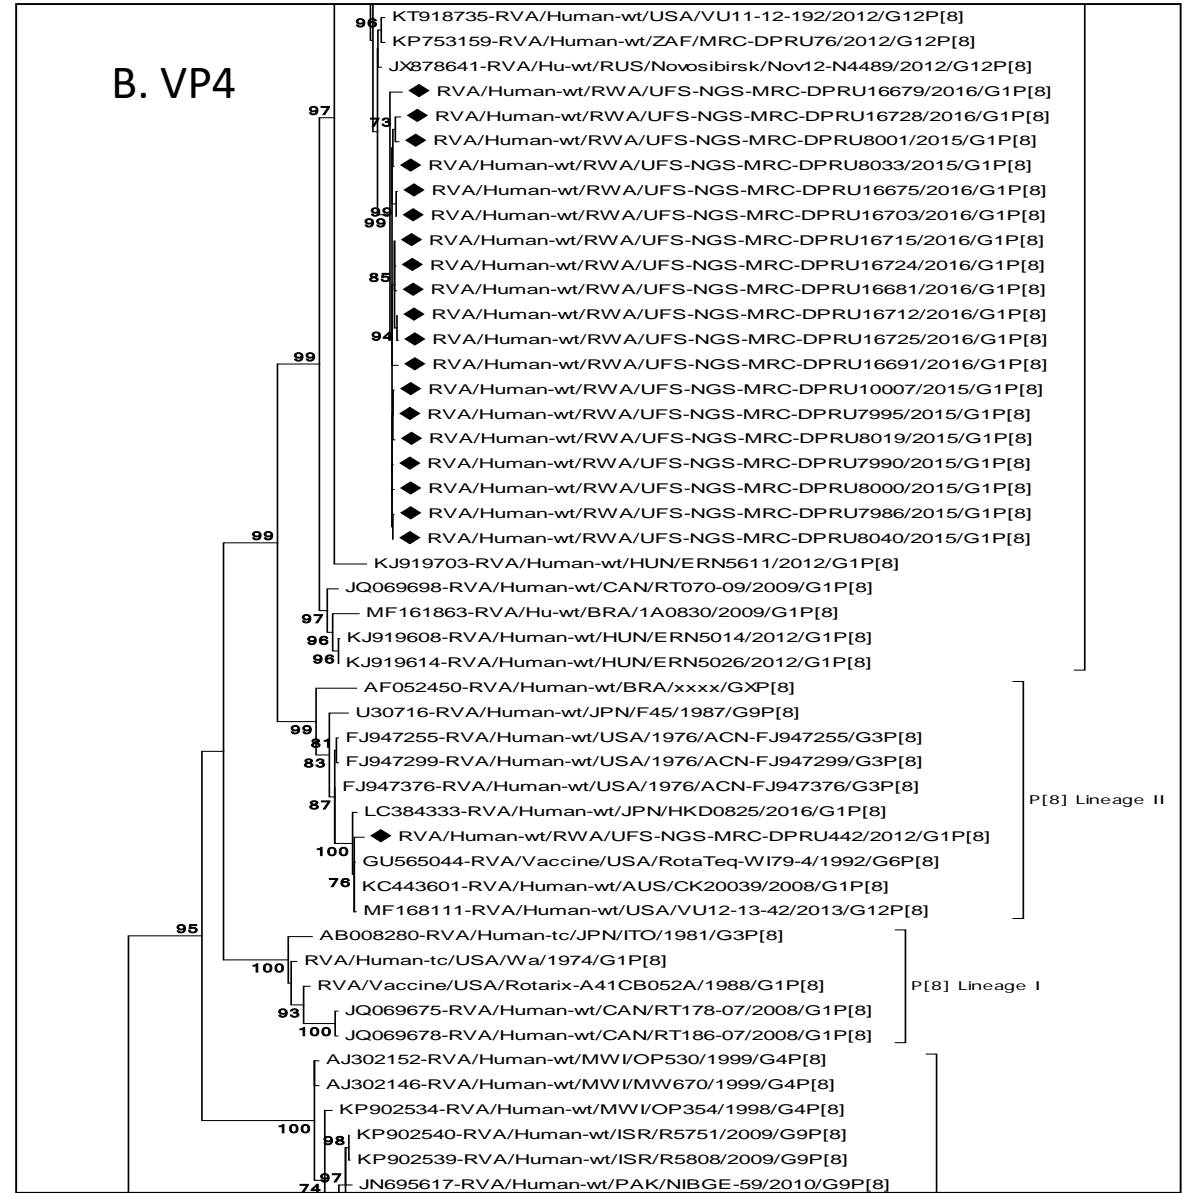 96
KT918735-RVA/Human-wt/USA/VU11-12-192/2012/G12P[8]
KP753159-RVA/Human-wt/ZAF/MRC-DPRU76/2012/G12P[8]
JX878641-RVA/Hu-wt/RUS/Novosibirsk/Nov12-N4489/2012/G12P[8]
B. VP4
RVA/Human-wt/RWA/UFS-NGS-MRC-DPRU16679/2016/G1P[8]
97
RVA/Human-wt/RWA/UFS-NGS-MRC-DPRU16728/2016/G1P[8]
73
RVA/Human-wt/RWA/UFS-NGS-MRC-DPRU8001/2015/G1P[8]
RVA/Human-wt/RWA/UFS-NGS-MRC-DPRU8033/2015/G1P[8]
RVA/Human-wt/RWA/UFS-NGS-MRC-DPRU16675/2016/G1P[8]
99
RVA/Human-wt/RWA/UFS-NGS-MRC-DPRU16703/2016/G1P[8]
99
RVA/Human-wt/RWA/UFS-NGS-MRC-DPRU16715/2016/G1P[8]
RVA/Human-wt/RWA/UFS-NGS-MRC-DPRU16724/2016/G1P[8]
85
RVA/Human-wt/RWA/UFS-NGS-MRC-DPRU16681/2016/G1P[8]
RVA/Human-wt/RWA/UFS-NGS-MRC-DPRU16712/2016/G1P[8]
94
RVA/Human-wt/RWA/UFS-NGS-MRC-DPRU16725/2016/G1P[8]
99
RVA/Human-wt/RWA/UFS-NGS-MRC-DPRU16691/2016/G1P[8]
RVA/Human-wt/RWA/UFS-NGS-MRC-DPRU10007/2015/G1P[8]
RVA/Human-wt/RWA/UFS-NGS-MRC-DPRU7995/2015/G1P[8]
RVA/Human-wt/RWA/UFS-NGS-MRC-DPRU8019/2015/G1P[8]
RVA/Human-wt/RWA/UFS-NGS-MRC-DPRU7990/2015/G1P[8]
RVA/Human-wt/RWA/UFS-NGS-MRC-DPRU8000/2015/G1P[8]
RVA/Human-wt/RWA/UFS-NGS-MRC-DPRU7986/2015/G1P[8]
99
RVA/Human-wt/RWA/UFS-NGS-MRC-DPRU8040/2015/G1P[8]
KJ919703-RVA/Human-wt/HUN/ERN5611/2012/G1P[8]
JQ069698-RVA/Human-wt/CAN/RT070-09/2009/G1P[8]
MF161863-RVA/Hu-wt/BRA/1A0830/2009/G1P[8]
97
KJ919608-RVA/Human-wt/HUN/ERN5014/2012/G1P[8]
96
KJ919614-RVA/Human-wt/HUN/ERN5026/2012/G1P[8]
96
AF052450-RVA/Human-wt/BRA/xxxx/GXP[8]
U30716-RVA/Human-wt/JPN/F45/1987/G9P[8]
99
FJ947255-RVA/Human-wt/USA/1976/ACN-FJ947255/G3P[8]
81
FJ947299-RVA/Human-wt/USA/1976/ACN-FJ947299/G3P[8]
83
FJ947376-RVA/Human-wt/USA/1976/ACN-FJ947376/G3P[8]
P[8] Lineage II
87
LC384333-RVA/Human-wt/JPN/HKD0825/2016/G1P[8]
RVA/Human-wt/RWA/UFS-NGS-MRC-DPRU442/2012/G1P[8]
100
GU565044-RVA/Vaccine/USA/RotaTeq-WI79-4/1992/G6P[8]
76
KC443601-RVA/Human-wt/AUS/CK20039/2008/G1P[8]
MF168111-RVA/Human-wt/USA/VU12-13-42/2013/G12P[8]
95
AB008280-RVA/Human-tc/JPN/ITO/1981/G3P[8]
100
RVA/Human-tc/USA/Wa/1974/G1P[8]
RVA/Vaccine/USA/Rotarix-A41CB052A/1988/G1P[8]
P[8] Lineage I
93
JQ069675-RVA/Human-wt/CAN/RT178-07/2008/G1P[8]
100
JQ069678-RVA/Human-wt/CAN/RT186-07/2008/G1P[8]
AJ302152-RVA/Human-wt/MWI/OP530/1999/G4P[8]
AJ302146-RVA/Human-wt/MWI/MW670/1999/G4P[8]
KP902534-RVA/Human-wt/MWI/OP354/1998/G4P[8]
100
KP902540-RVA/Human-wt/ISR/R5751/2009/G9P[8]
98
KP902539-RVA/Human-wt/ISR/R5808/2009/G9P[8]
97
JN695617-RVA/Human-wt/PAK/NIBGE-59/2010/G9P[8]
74